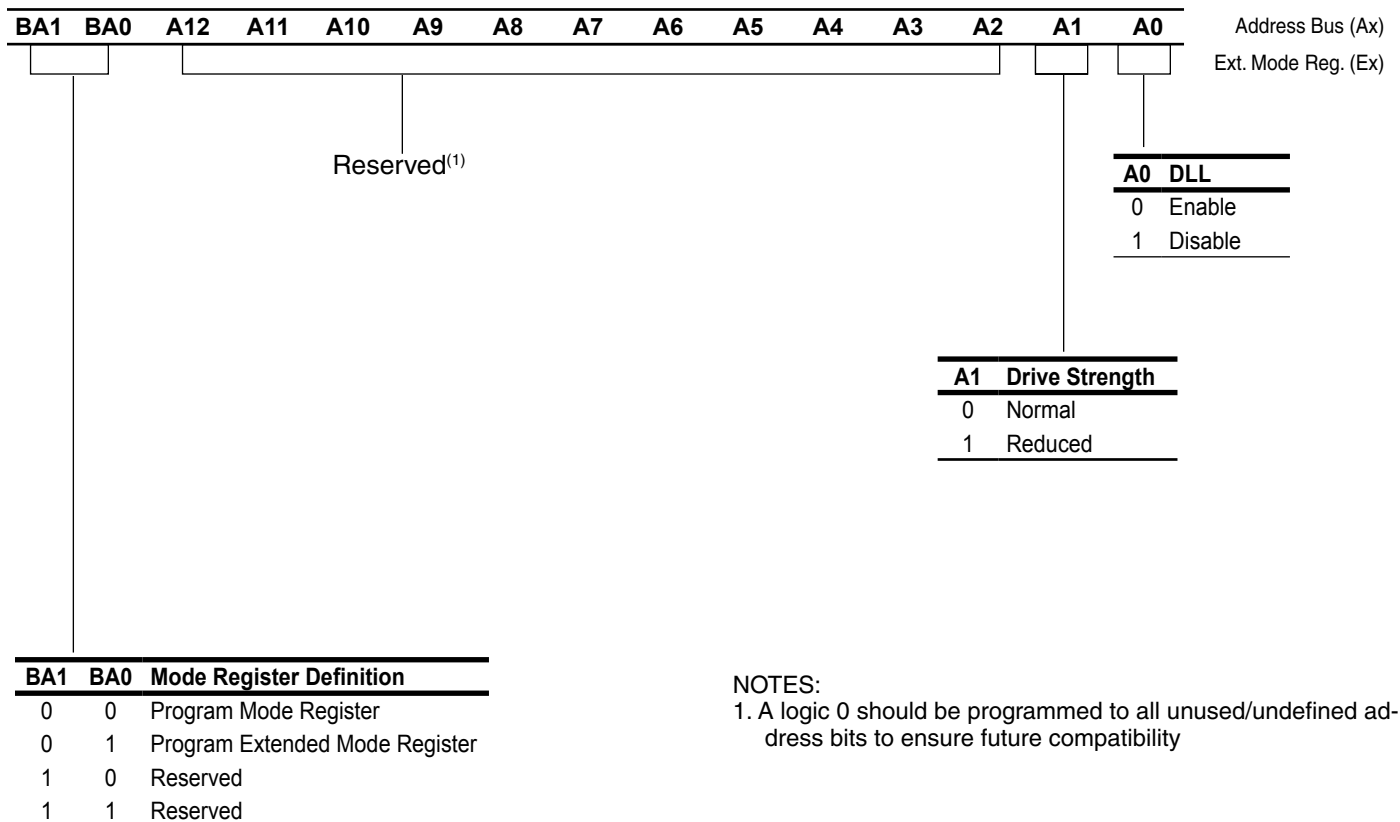 BA1 BA0 A12 A11 A10 A9 A8 A7 A6 A5 A4 A3 A2 A1 A0 Address Bus (Ax)
Ext. Mode Reg. (Ex)
Reserved(1)
A0 DLL
0 Enable
1 Disable
A1 Drive Strength
0 Normal
1 Reduced
BA1 BA0 Mode Register Definition
0 0 Program Mode Register
0 1 Program Extended Mode Register
1 0 Reserved
1 1 Reserved
NOTES:
1. A logic 0 should be programmed to all unused/undefined ad-
dress bits to ensure future compatibility